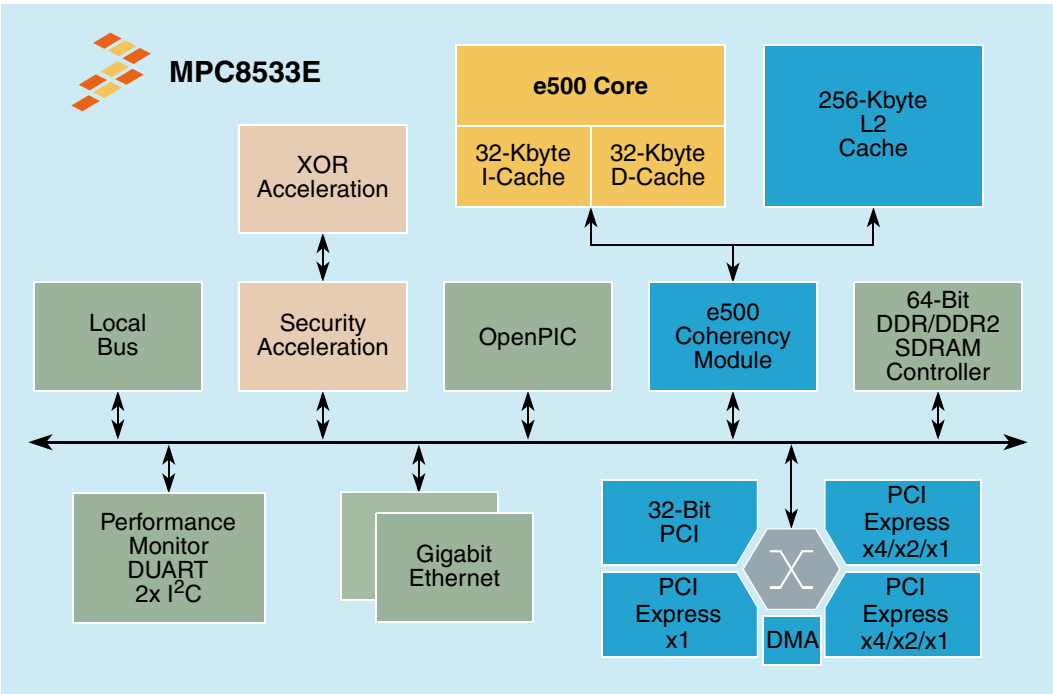 MPC8533E
e500 Core
32-Kbyte
I-Cache
32-Kbyte
D-Cache
256-Kbyte
L2
Cache
XOR
Acceleration
Local
Bus
Security
Acceleration
OpenPIC
e500
Coherency
Module
64-Bit
DDR/DDR2
SDRAM
Controller
Performance
Monitor
DUART
2x I²C
Gigabit
Ethernet
32-Bit
PCI
PCI
Express
x4/x2/x1
PCI
Express
x1
DMA
PCI
Express
x4/x2/x1